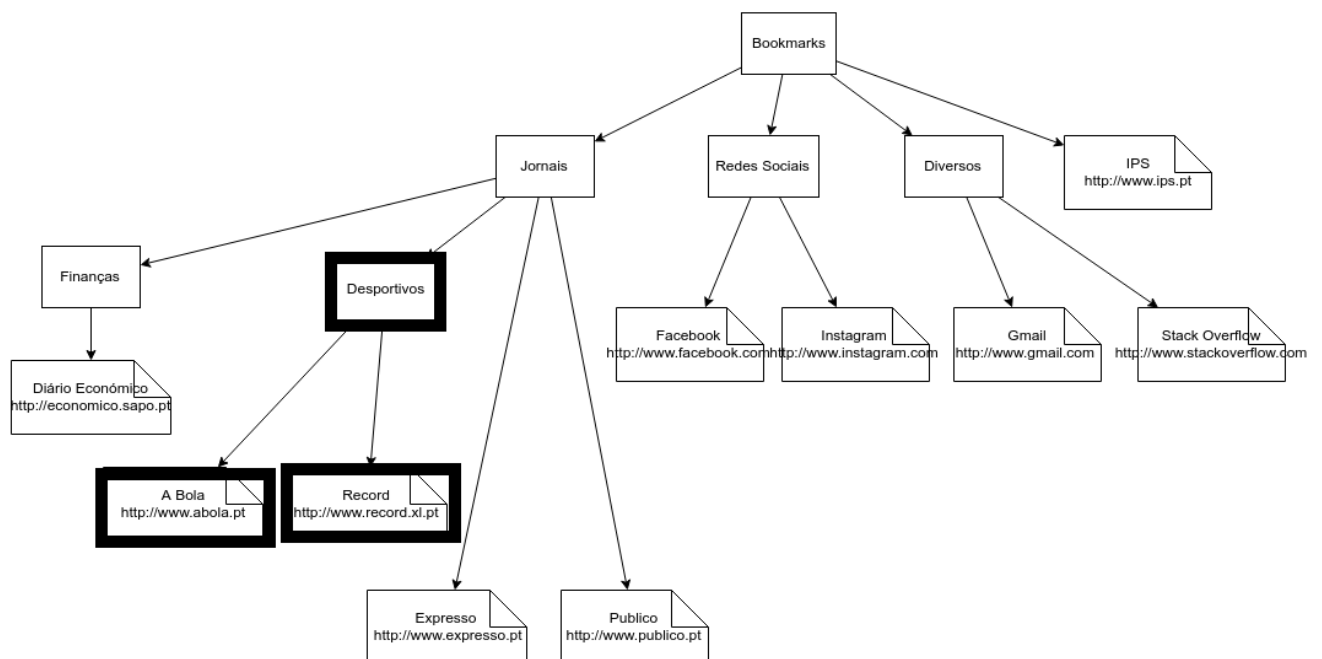 Bookmarks
Jornais
Redes Sociais
Diversos
IPS
http://www.ips.pt
Finanças
Desportivos
Facebook
http://www.facebook.com
Instagram
http://www.instagram.com
Gmail
http://www.gmail.com
Stack Overflow
http://www.stackoverflow.com
Diário Económico
http://economico.sapo.pt
A Bola
http://www.abola.pt
Record
http://www.record.xl.pt
Expresso
http://www.expresso.pt
Publico
http://www.publico.pt